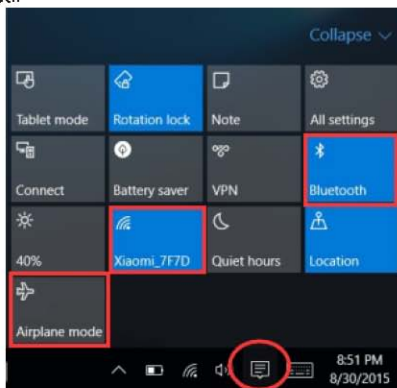 Collapse
Tablet mode
Rotation lock
Note
All settings
Connect
Battery saver
VPN
Bluetooth
40%
Xiaomi_7F7D
Quiet hours
Location
Airplane mode
8:51 PM
8/30/2015